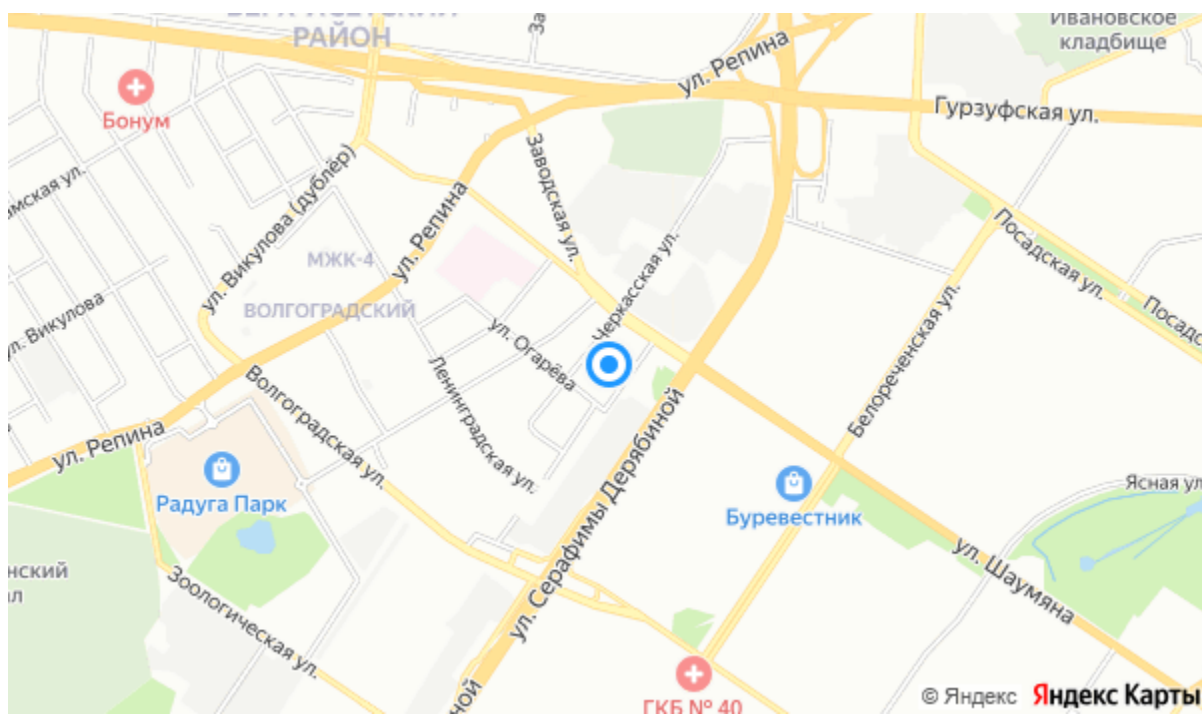 РАЙОН
Ивановское
кладбище
ул. Репина
Бонум
Гурзуфская ул.
Заводская ул.
ул. Викулова (дублёр)
ул. Репина
Черкасская ул.
Посадская ул.
МЖК-4
ВОЛГОГРАДСКИЙ
ул. Викулова
ул. Огарёва
Белореченская ул.
Ленинградская ул.
Волгоградская ул.
ул. Репина
Радуга Парк
ул. Серафимы Дерябиной
Буревестник
Ясная ул
ул. Шаумяна
Зоологическая ул.
ГКБ № 40
© Яндекс Яндекс Карты